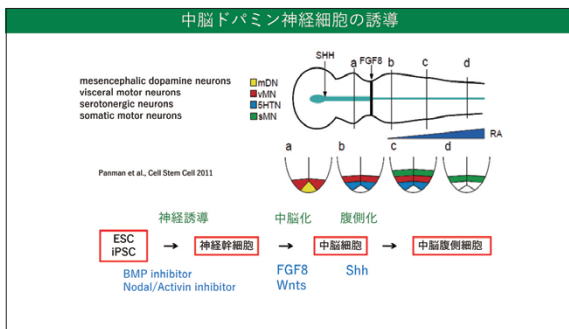 中脳ドパミン神経細胞の誘導
SHH
FGF8
a
b
c
d
mesencephalic dopamine neurons
visceral motor neurons
serotonergic neurons
somatic motor neurons
mDN
vMN
5HTN
sMN
RA
a
b
c
d
Panman et al., Cell Stem Cell 2011
神経誘導
中脳化
腹側化
ESC
iPSC
→
神経幹細胞
→
中脳細胞
→
中脳腹側細胞
BMP inhibitor
Nodal/Activin inhibitor
FGF8
Wnts
Shh